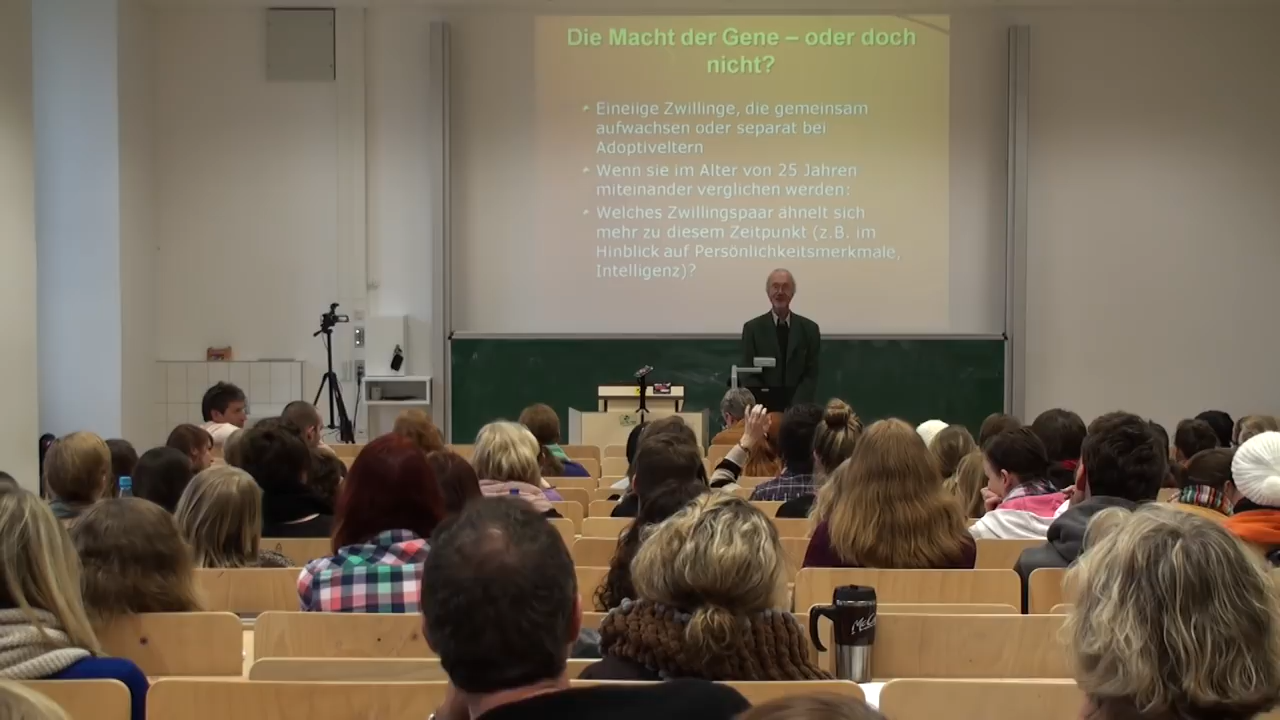 Die Macht der Gene – oder doch
nicht?
Eineiige Zwillinge, die gemeinsam
aufwachsen oder separat bei
Adoptiveltern
Wenn sie im Alter von 25 Jahren
miteinander verglichen werden:
Welches Zwillingspaar ähnelt sich
mehr zu diesem Zeitpunkt (z.B. im
Hinblick auf Persönlichkeitsmerkmale,
Intelligenz)?